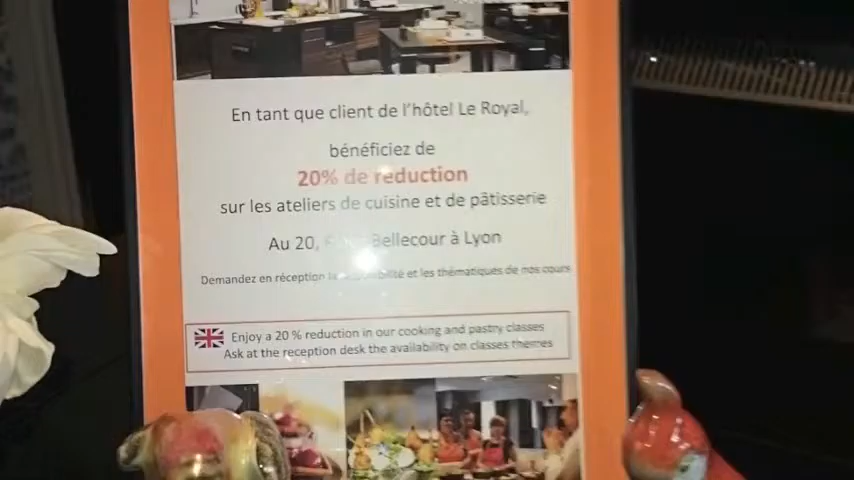 En tant que client de l'hôtel Le Royal,
bénéficiez de
20% de reduction
sur les ateliers de cuisine et de pâtisserie
Au 20, Bellecour à Lyon
Demandez en réception et les thématiques de nos cours
Enjoy a 20 % reduction in our cooking and pastry classes
Ask at the reception desk the availability on classes themes